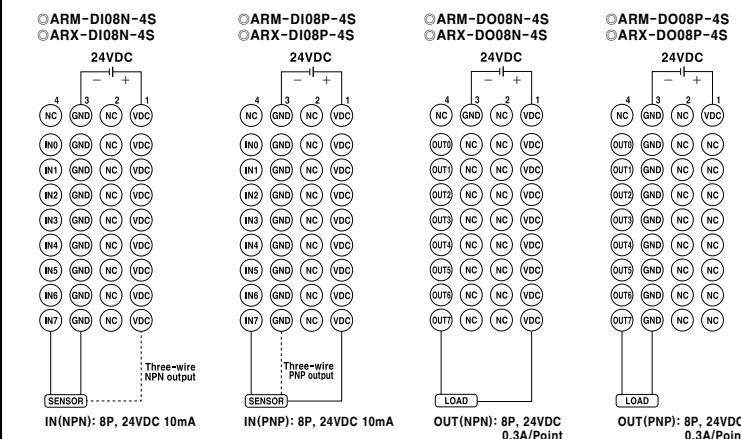 ◎ARM-DI08N-4S
◎ARX-DI08N-4S
24VDC
− +
4 3 2 1
NC GND NC VDC
IN0 GND NC VDC
IN1 GND NC VDC
IN2 GND NC VDC
IN3 GND NC VDC
IN4 GND NC VDC
IN5 GND NC VDC
IN6 GND NC VDC
IN7 GND NC VDC
Three-wire
NPN output
SENSOR
IN(NPN): 8P, 24VDC 10mA
◎ARM-DI08P-4S
◎ARX-DI08P-4S
24VDC
− +
4 3 2 1
NC GND NC VDC
IN0 GND NC VDC
IN1 GND NC VDC
IN2 GND NC VDC
IN3 GND NC VDC
IN4 GND NC VDC
IN5 GND NC VDC
IN6 GND NC VDC
IN7 GND NC VDC
Three-wire
PNP output
SENSOR
IN(PNP): 8P, 24VDC 10mA
◎ARM-DO08N-4S
◎ARX-DO08N-4S
24VDC
− +
4 3 2 1
NC GND NC VDC
OUT0 NC NC VDC
OUT1 NC NC VDC
OUT2 NC NC VDC
OUT3 NC NC VDC
OUT4 NC NC VDC
OUT5 NC NC VDC
OUT6 NC NC VDC
OUT7 NC NC VDC
LOAD
OUT(NPN): 8P, 24VDC
0.3A/Point
◎ARM-DO08P-4S
◎ARX-DO08P-4S
24VDC
− +
4 3 2 1
NC GND NC VDC
OUT0 GND NC NC
OUT1 GND NC NC
OUT2 GND NC NC
OUT3 GND NC NC
OUT4 GND NC NC
OUT5 GND NC NC
OUT6 GND NC NC
OUT7 GND NC NC
LOAD
OUT(PNP): 8P, 24VDC
0.3A/Point